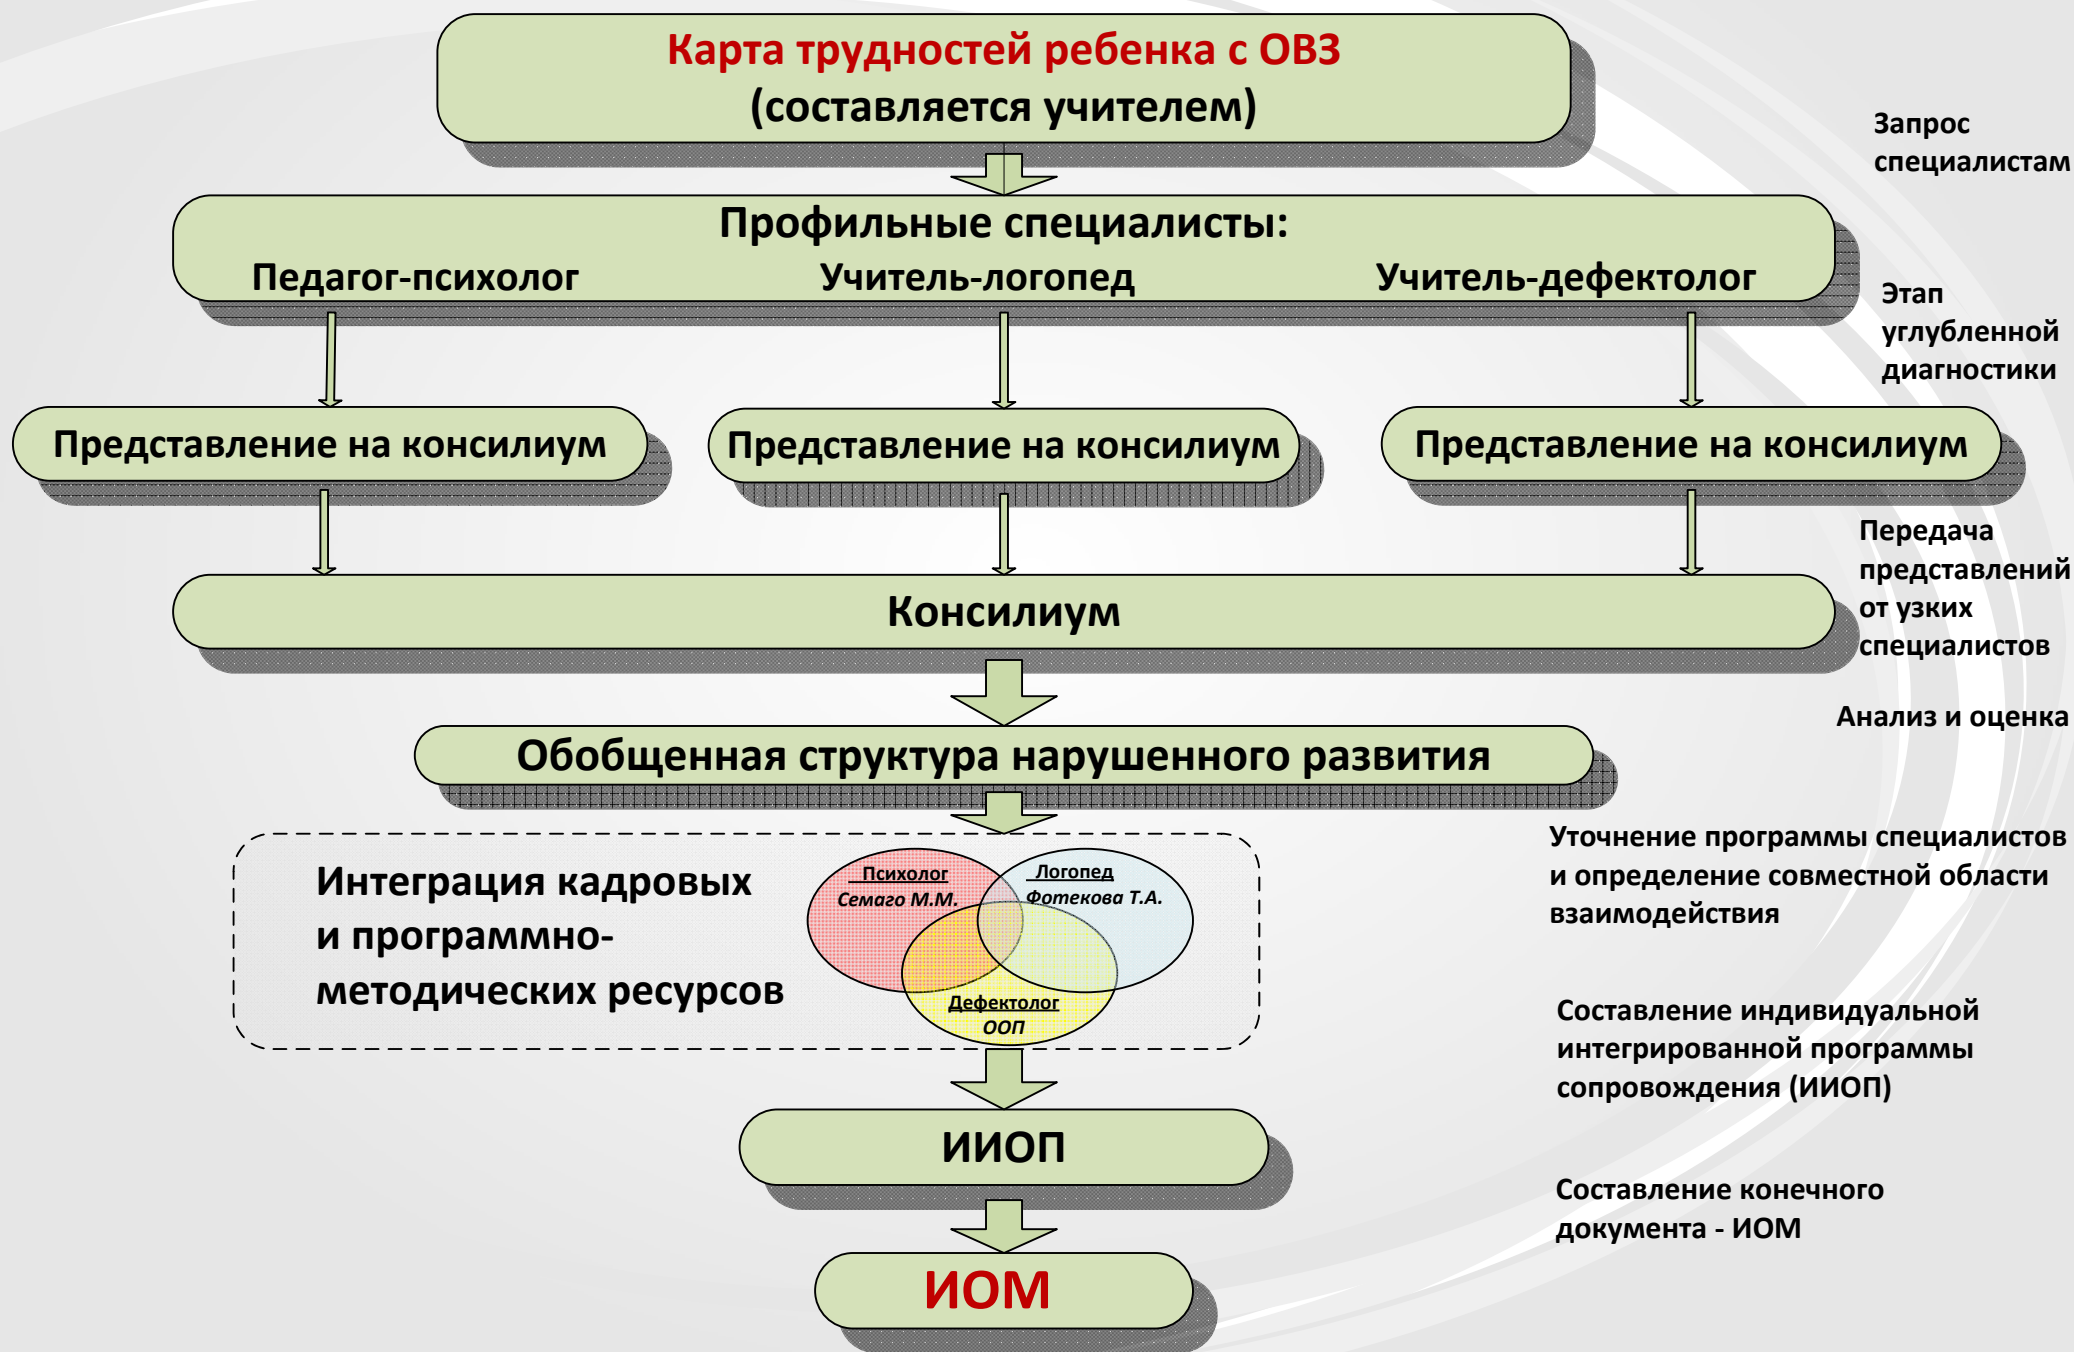 Карта трудностей ребенка с ОВЗ
(составляется учителем)
Запрос
специалистам
Профильные специалисты:
Педагог-психолог
Учитель-логопед
Учитель-дефектолог
Этап
углубленной
диагностики
Представление на консилиум
Представление на консилиум
Представление на консилиум
Передача
представлений
от узких
специалистов
Консилиум
Анализ и оценка
Обобщенная структура нарушенного развития
Уточнение программы специалистов
и определение совместной области
взаимодействия
Интеграция кадровых
и программно-
методических ресурсов
Психолог
Семаго М.М.
Логопед
Фотекова Т.А.
Дефектолог
ООП
Составление индивидуальной
интегрированной программы
сопровождения (ИИОП)
ИИОП
Составление конечного
документа - ИОМ
ИОМ